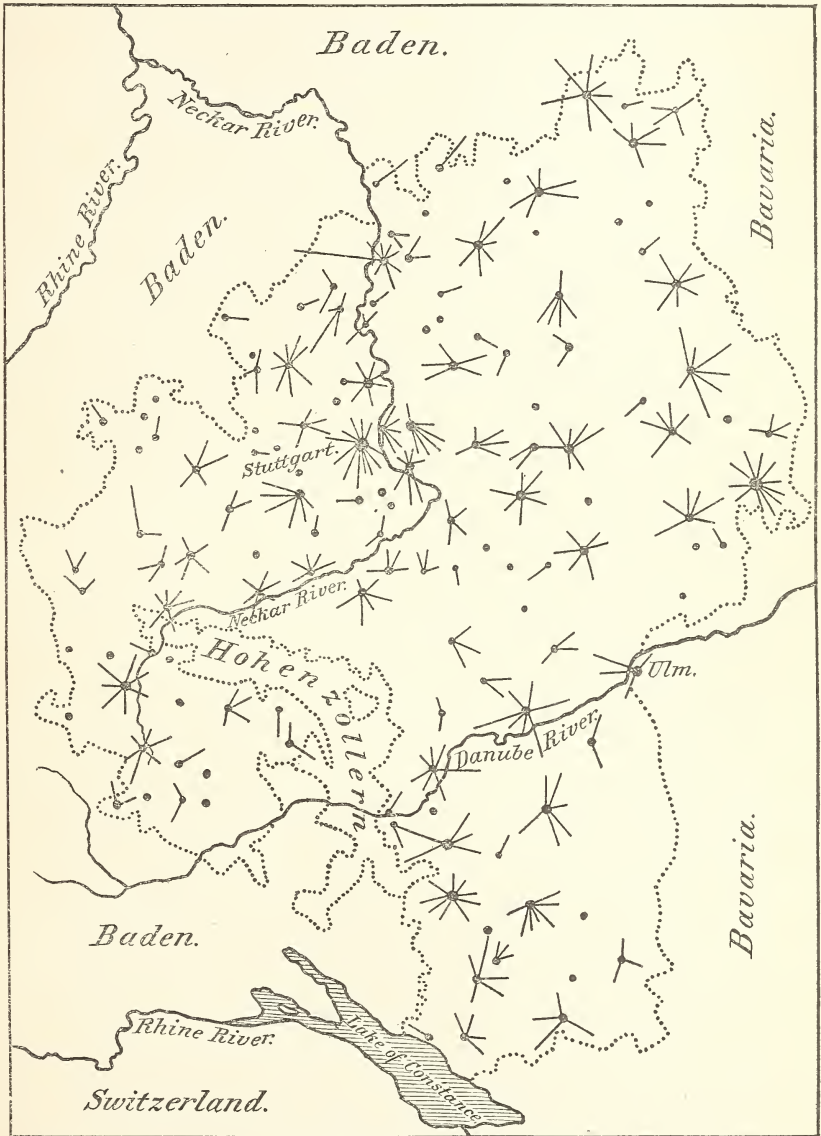 Baden.
Neckar River.
Rhine River.
Baden.
Bavaria.
Stuttgart.
Neckar River.
Hohenzollern
Ulm.
Danube River.
Bavaria.
Baden.
Rhine River.
Lake of Constance
Switzerland.